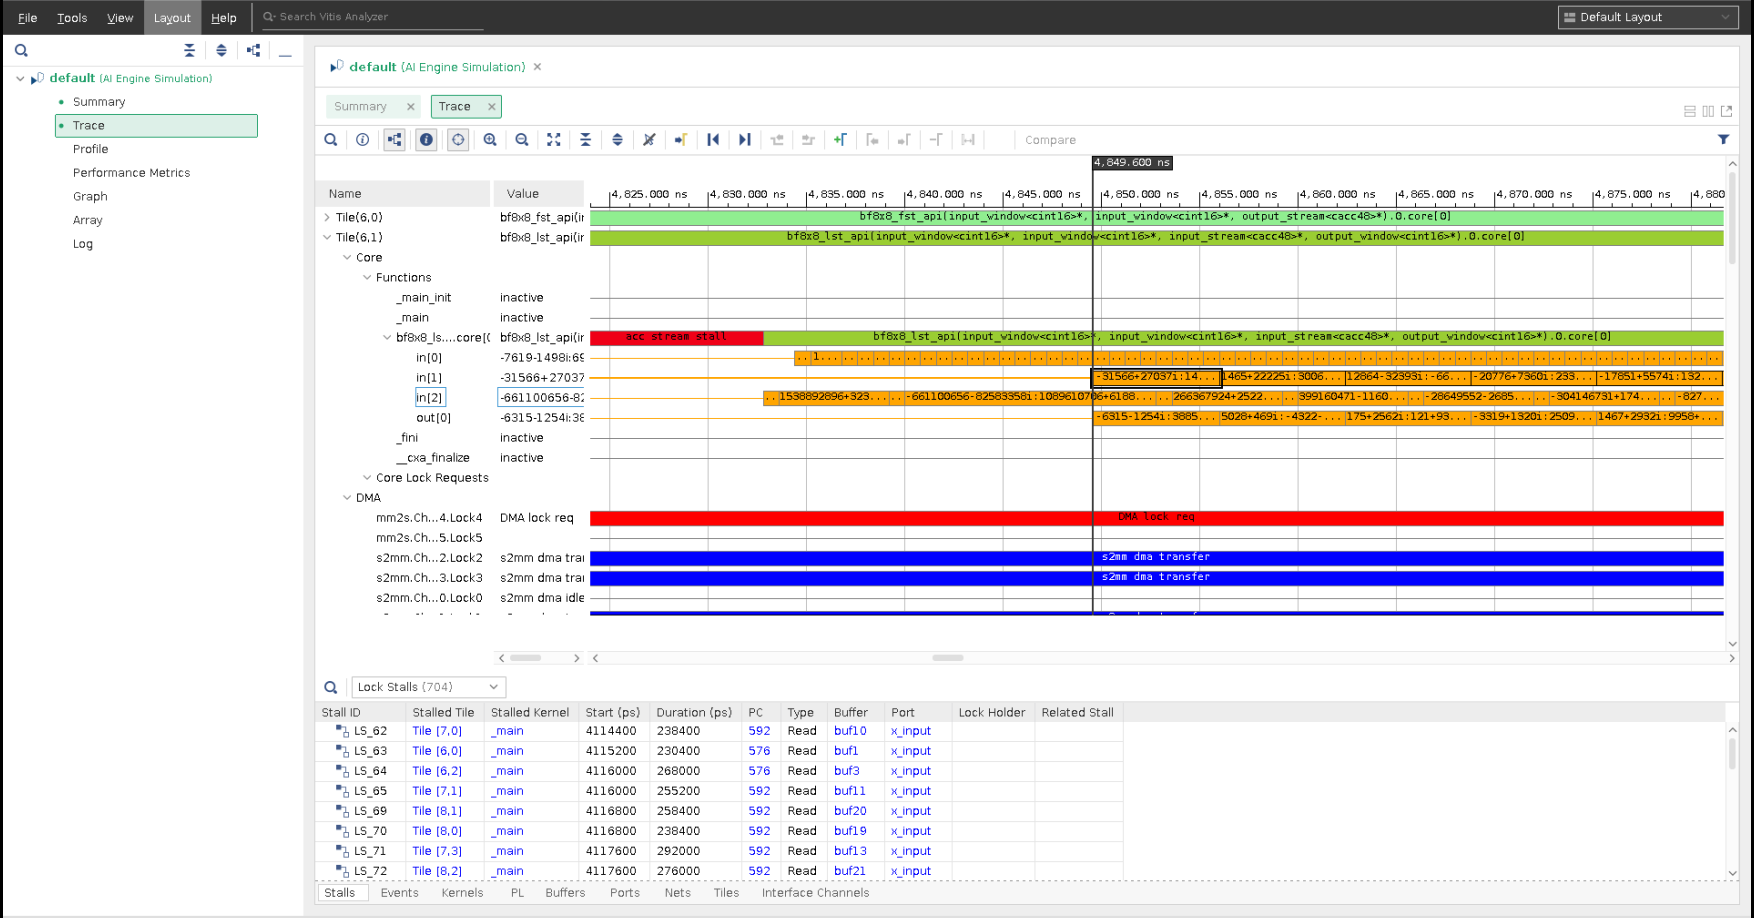 File Tools View Layout Help Search Vitis Analyzer Default Layout
default (AI Engine Simulation)
Summary
Trace
Profile
Performance Metrics
Graph
Array
Log
default (AI Engine Simulation) ×
Summary × Trace ×
Compare
4,849.600 ns
Name Value 4,825.000 ns 4,830.000 ns 4,835.000 ns 4,840.000 ns 4,845.000 ns 4,850.000 ns 4,855.000 ns 4,860.000 ns 4,865.000 ns 4,870.000 ns 4,875.000 ns 4,880
Tile(6,0) bf8x8_fst_api(ir bf8x8_fst_api(input_window<cint16>*, input_window<cint16>*, output_stream<cacc48>*).0.core[0]
Tile(6,1) bf8x8_lst_api(ir bf8x8_lst_api(input_window<cint16>*, input_window<cint16>*, input_stream<cacc48>*, output_window<cint16>*).0.core[0]
Core
Functions
_main_init inactive
_main inactive
bf8x8_ls....core[( bf8x8_lst_api(ir acc stream stall bf8x8_lst_api(input_window<cint16>*, input_window<cint16>*, input_stream<cacc48>*, output_window<cint16>*).0.core[0]
in[0] -7619-1498i:69 .. 1...
in[1] -31566+27037 -31566+27037i:14... 1465+22225i:3006... 12864-32393i:-66... -20776+7360i:233... -17851+5574i:132...
in[2] -661100656-82 ..1538892896+323... -661100656-82583358i:1089610706+6188... 266367924+2522... 399160471-1160... -28649552-2685... -304146731+174... -827...
out[0] -6315-1254i:38 -6315-1254i:3885... 5028+469i:-4322-... 175+2562i:121+93... -3319+1320i:2509... 1467+2932i:9958+...
_fini inactive
__cxa_finalize inactive
Core Lock Requests
DMA
mm2s.Ch...4.Lock4 DMA lock req DMA lock req
mm2s.Ch...5.Lock5
s2mm.Ch...2.Lock2 s2mm dma trai s2mm dma transfer
s2mm.Ch...3.Lock3 s2mm dma trai s2mm dma transfer
s2mm.Ch...0.Lock0 s2mm dma idle
Lock Stalls (704)
Stall ID Stalled Tile Stalled Kernel Start (ps) Duration (ps) PC Type Buffer Port Lock Holder Related Stall
LS_62 Tile [7,0] _main 4114400 238400 592 Read buf10 x_input
LS_63 Tile [6,0] _main 4115200 230400 576 Read buf1 x_input
LS_64 Tile [6,2] _main 4116000 268000 576 Read buf3 x_input
LS_65 Tile [7,1] _main 4116000 255200 592 Read buf11 x_input
LS_69 Tile [8,1] _main 4116800 258400 592 Read buf20 x_input
LS_70 Tile [8,0] _main 4116800 238400 592 Read buf19 x_input
LS_71 Tile [7,3] _main 4117600 292000 592 Read buf13 x_input
LS_72 Tile [8,2] _main 4117600 276000 592 Read buf21 x_input
Stalls Events Kernels PL Buffers Ports Nets Tiles Interface Channels